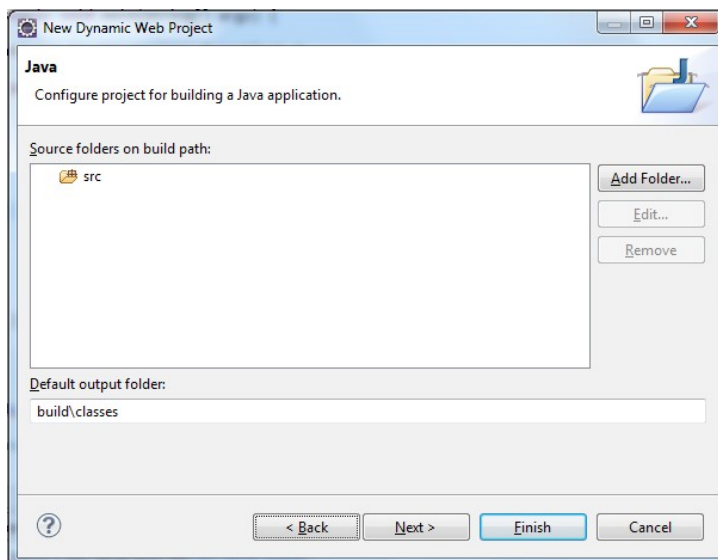 New Dynamic Web Project
Java
Configure project for building a Java application.
Source folders on build path:
src
Add Folder...
Edit...
Remove
Default output folder:
build\classes
? < Back Next > Finish Cancel